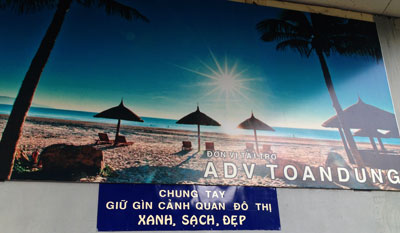 ĐƠN VỊ TÀI TRỢ
ADV TOANDUNG
CHUNG TAY
GIỮ GÌN CẢNH QUAN ĐÔ THỊ
XANH, SẠCH, ĐẸP